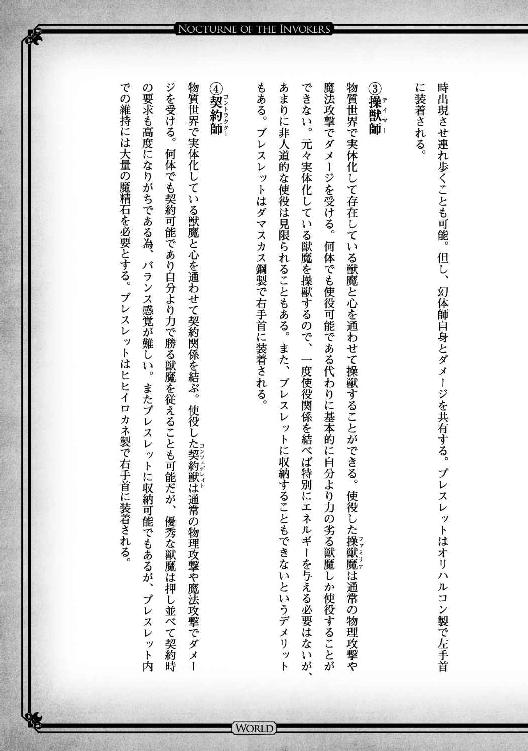 NOCTURNE OF THE INVOKERS
時出現させ連れ歩くことも可能。但し、幻体師自身とダメージを共有する。ブレスレットはオリハルコン製で左手首
に装着される。
③操獣師
物質世界で実体化して存在している獣魔と心を通わせて操獣することができる。使役した操獣魔は通常の物理攻撃や
魔法攻撃でダメージを受ける。何体でも使役可能である代わりに基本的に自分より力の劣る獣魔しか使役することが
できない。元々実体化している獣魔を操獣するので、一度使役関係を結べば特別にエネルギーを与える必要はないが、
あまりに非人道的な使役は見限られることもある。また、ブレスレットに収納することもできないというデメリット
もある。ブレスレットはダマスカス鋼製で右手首に装着される。
コントラクター
④契約師
物質世界で実体化している獣魔と心を通わせて契約関係を結ぶ。使役した契約獣は通常の物理攻撃や魔法攻撃でダメー
ジを受ける。何体でも契約可能であり自分より力で勝る獣魔を従えることも可能だが、優秀な獣魔は押し並べて契約時
の要求も高度になりがちである為、バランス感覚が難しい。またブレスレットに収納可能でもあるが、ブレスレット内
での維持には大量の魔精石を必要とする。ブレスレットはヒヒイロカネ製で右手首に装着される。
WORLD